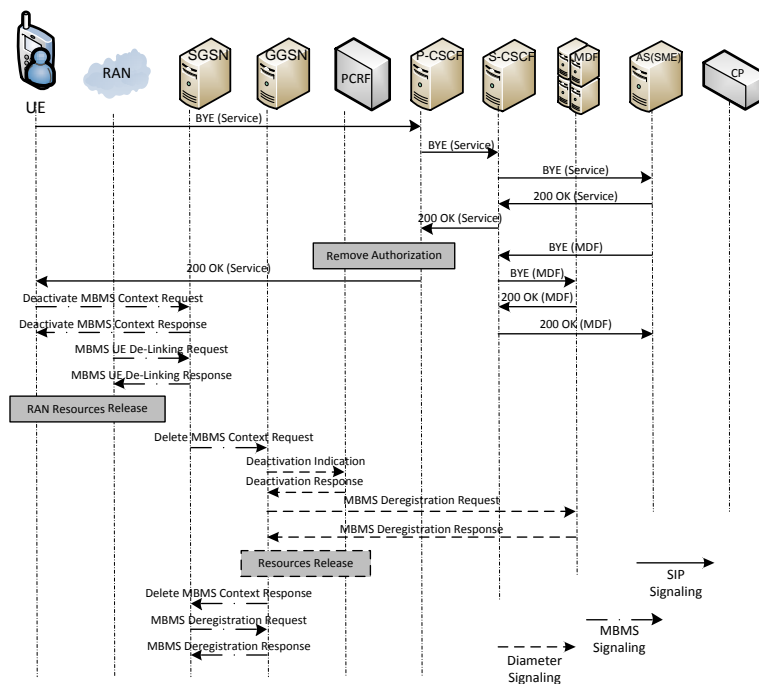 UE
RAN
SGSN
GGSN
PCRF
P-CSCF
S-CSCF
MDF
AS(SME)
CP
BYE (Service)
BYE (Service)
BYE (Service)
200 OK (Service)
200 OK (Service)
Remove Authorization
BYE (MDF)
200 OK (Service)
BYE (MDF)
Deactivate MBMS Context Request
200 OK (MDF)
Deactivate MBMS Context Response
200 OK (MDF)
MBMS UE De-Linking Request
MBMS UE De-Linking Response
RAN Resources Release
Delete MBMS Context Request
Deactivation Indication
Deactivation Response
MBMS Deregistration Request
MBMS Deregistration Response
Resources Release
SIP
Signaling
Delete MBMS Context Response
MBMS Deregistration Request
MBMS
Signaling
MBMS Deregistration Response
Diameter
Signaling